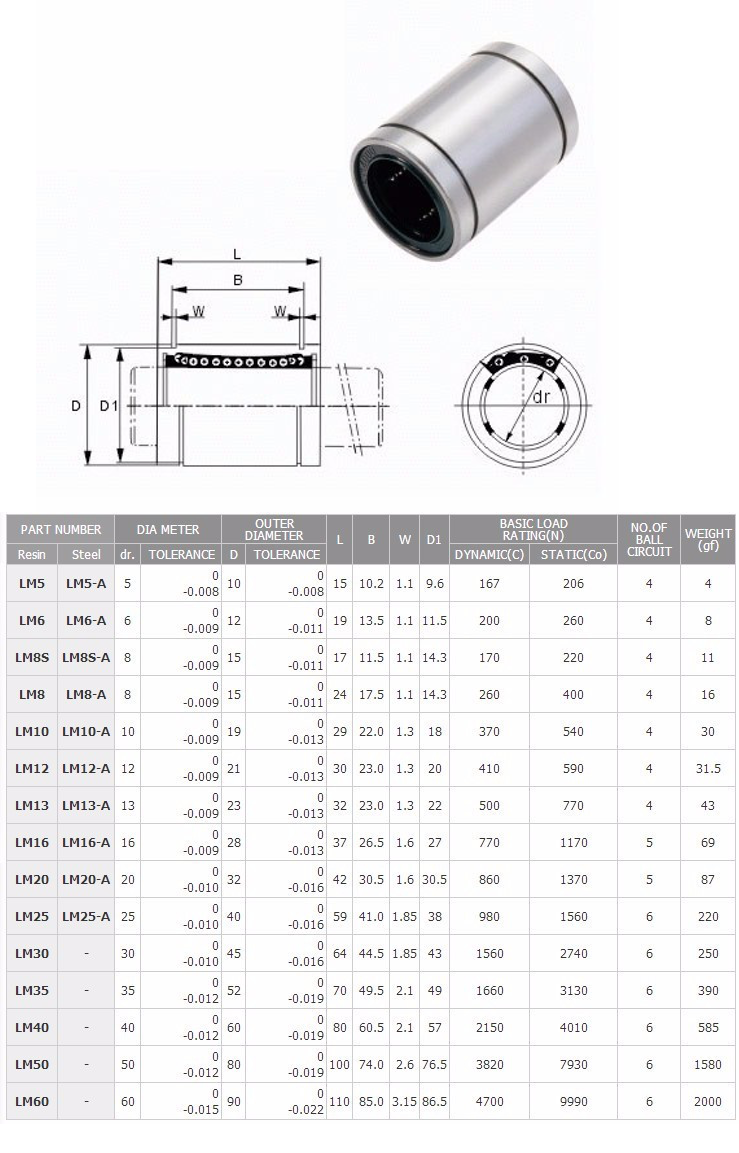 L
B
W W
D D1 dr
PART NUMBER DIA METER OUTER DIAMETER L B W D1 BASIC LOAD RATING(N) NO.OF BALL CIRCUIT WEIGHT (gf)
Resin Steel dr. TOLERANCE D TOLERANCE DYNAMIC(C) STATIC(Co)
LM5 LM5-A 5 0 -0.008 10 0 -0.008 15 10.2 1.1 9.6 167 206 4 4
LM6 LM6-A 6 0 -0.009 12 0 -0.011 19 13.5 1.1 11.5 200 260 4 8
LM8S LM8S-A 8 0 -0.009 15 0 -0.011 17 11.5 1.1 14.3 170 220 4 11
LM8 LM8-A 8 0 -0.009 15 0 -0.011 24 17.5 1.1 14.3 260 400 4 16
LM10 LM10-A 10 0 -0.009 19 0 -0.013 29 22.0 1.3 18 370 540 4 30
LM12 LM12-A 12 0 -0.009 21 0 -0.013 30 23.0 1.3 20 410 590 4 31.5
LM13 LM13-A 13 0 -0.009 23 0 -0.013 32 23.0 1.3 22 500 770 4 43
LM16 LM16-A 16 0 -0.009 28 0 -0.013 37 26.5 1.6 27 770 1170 5 69
LM20 LM20-A 20 0 -0.010 32 0 -0.016 42 30.5 1.6 30.5 860 1370 5 87
LM25 LM25-A 25 0 -0.010 40 0 -0.016 59 41.0 1.85 38 980 1560 6 220
LM30 - 30 0 -0.010 45 0 -0.016 64 44.5 1.85 43 1560 2740 6 250
LM35 - 35 0 -0.012 52 0 -0.019 70 49.5 2.1 49 1660 3130 6 390
LM40 - 40 0 -0.012 60 0 -0.019 80 60.5 2.1 57 2150 4010 6 585
LM50 - 50 0 -0.012 80 0 -0.019 100 74.0 2.6 76.5 3820 7930 6 1580
LM60 - 60 0 -0.015 90 0 -0.022 110 85.0 3.15 86.5 4700 9990 6 2000